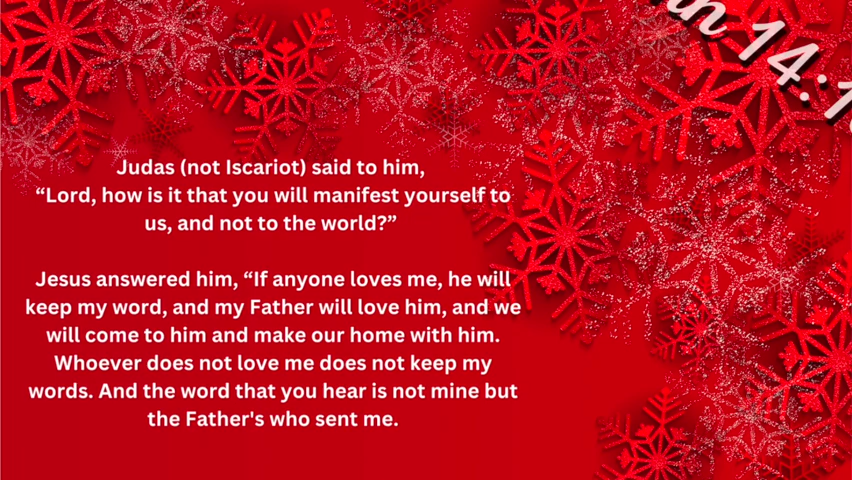 14:1
Judas (not Iscariot) said to him,
“Lord, how is it that you will manifest yourself to
us, and not to the world?”
Jesus answered him, “If anyone loves me, he will
keep my word, and my Father will love him, and we
will come to him and make our home with him.
Whoever does not love me does not keep my
words. And the word that you hear is not mine but
the Father's who sent me.